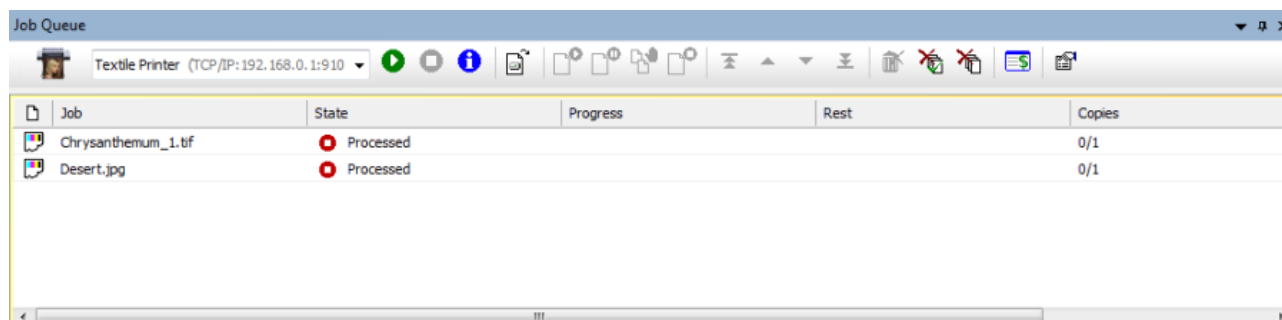 Job Queue
Textile Printer (TCP/IP:192.168.0.1:910
Job State Progress Rest Copies
Chrysanthemum_1.tif Processed 0/1
Desert.jpg Processed 0/1